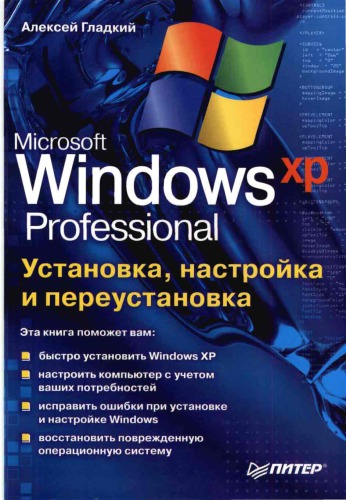 Алексей Гладкий
Microsoft
Windows xp
Professional
Установка, настройка
и переустановка
Эта книга поможет вам:
быстро установить Windows XP
настроить компьютер с учетом
ваших потребностей
исправить ошибки при установке
и настройке Windows
восстановить поврежденную
операционную систему
ПИТЕР